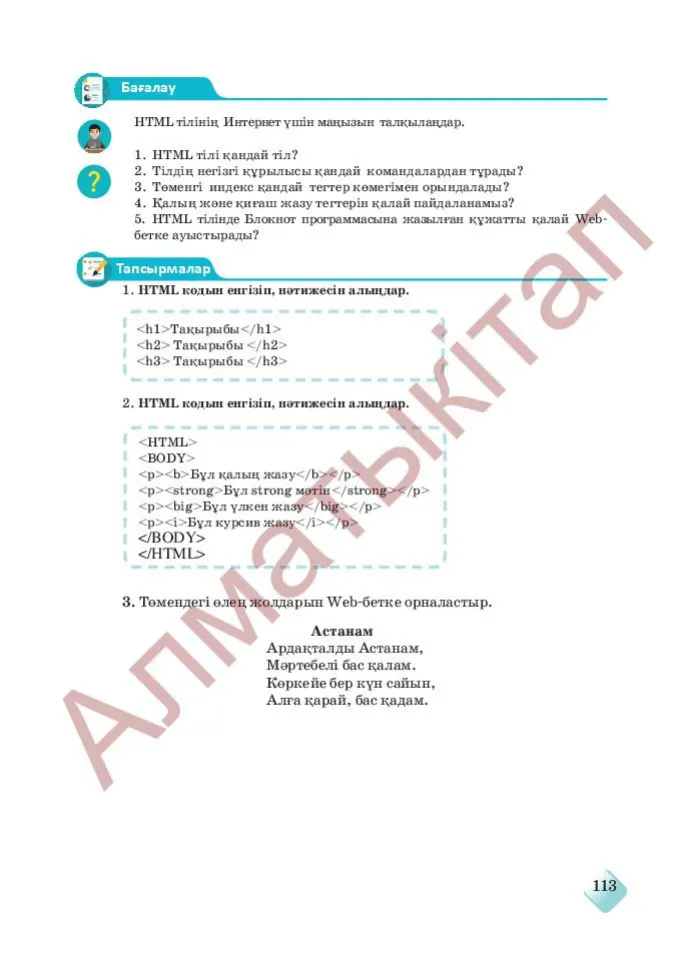 Бағалау
HTML тілінің Интернет үшін маңызын талқылаңдар.
1. HTML тілі қандай тіл?
2. Тілдің негізгі құрылысы қандай командалардан тұрады?
3. Төменгі индекс қандай тегтер көмегімен орындалады?
4. Қалың және қиғаш жазу тегтерін қалай пайдаланамыз?
5. HTML тілінде Блокнот программасына жазылған құжатты қалай Web-
бетке ауыстырады?
Тапсырмалар
1. HTML кодын енгізіп, нәтижесін алыңдар.
<h1>Тақырыбы</h1>
<h2> Тақырыбы </h2>
<h3> Тақырыбы </h3>
2. HTML кодын енгізіп, нәтижесін алыңдар.
<HTML>
<BODY>
<p><b>Бұл қалың жазу</b></p>
<p><strong>Бұл strong мәтін</strong></p>
<p><big>Бұл үлкен жазу</big></p>
<p><i>Бұл курсив жазу</i></p>
</BODY>
</HTML>
3. Төмендегі өлең жолдарын Web-бетке орналастыр.
Астанам
Ардақталды Астанам,
Мәртебелі бас қалам.
Көркейе бер күн сайын,
Алға қарай, бас қадам.
113
Алматыкітап
?